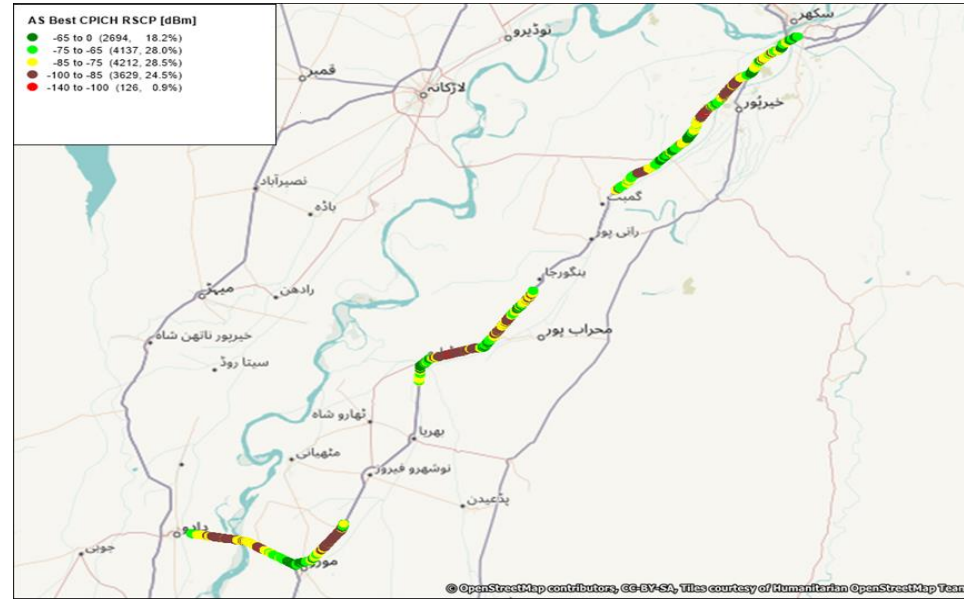 AS Best CPICH RSCP [dBm]
-65 to 0 (2694, 18.2%)
-75 to -65 (4137, 28.0%)
-85 to -75 (4212, 28.5%)
-100 to -85 (3629, 24.5%)
-140 to -100 (126, 0.9%)
سکھر
نوڈیرو
قمبر
لاڑکانہ
خیرپور
نصیرآباد
باڈہ
گمبٹ
رانی پور
ہنگورجا
میہڑ
رادھن
محراب پور
خیرپور ناتھن شاہ
سیتا روڈ
ٹھارو شاہ
بھریا
مٹھیانی
نوشہرو فیروز
پڈعیدن
دادو
جوہی
مورو
© OpenStreetMap contributors, CC-BY-SA, Tiles courtesy of Humanitarian OpenStreetMap Team